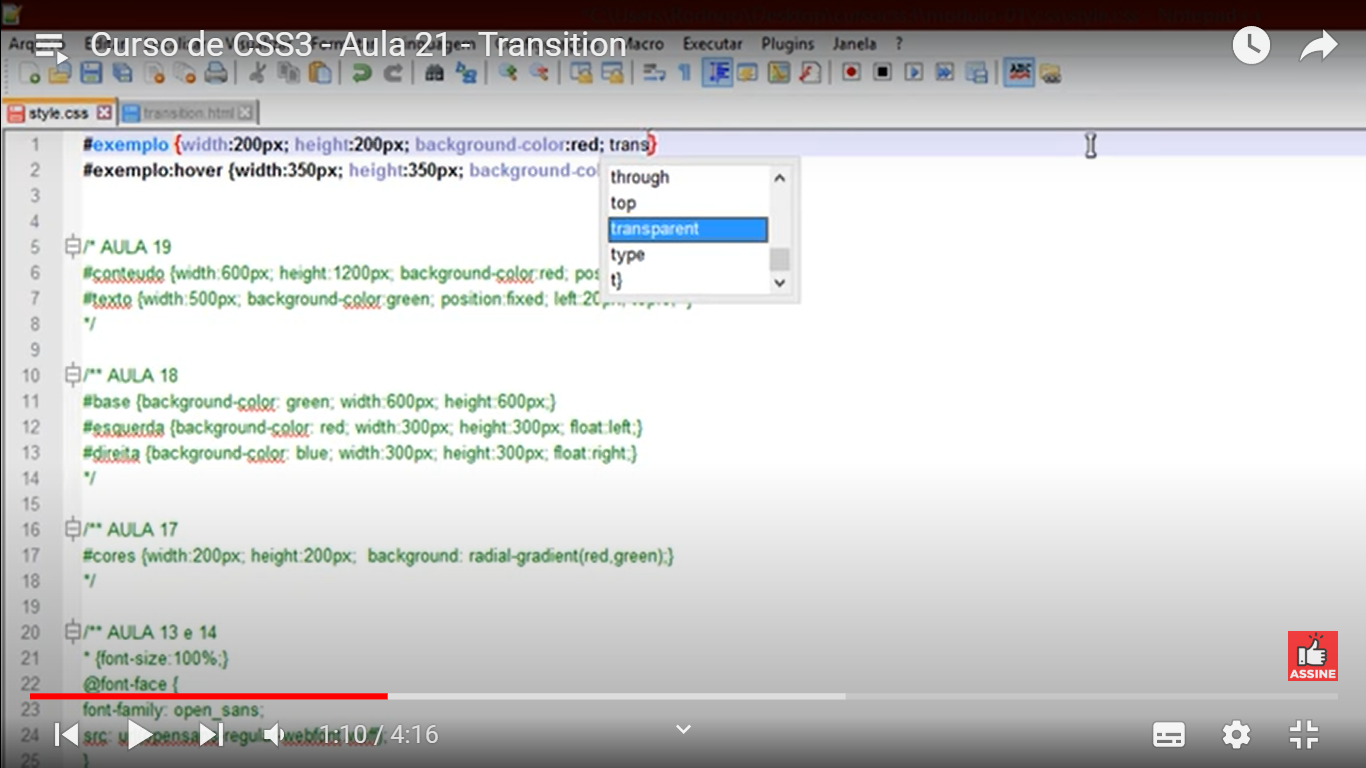 Curso de CSS3 - Aula 21 - Transition
Macro Executar Plugins Janela ?
style.css transition.html
1 #exemplo {width:200px; height:200px; background-color:red; trans}
2 #exemplo:hover {width:350px; height:350px; background-co
through
top
transparent
type
t}
3
4
5 /* AULA 19
6 #conteudo {width:600px; height:1200px; background-color:red; pos
7 #texto {width:500px; background-color:green; position:fixed; left:20px;
8 */
9
10 /** AULA 18
11 #base {background-color: green; width:600px; height:600px;}
12 #esquerda {background-color: red; width:300px; height:300px; float:left;}
13 #direita {background-color: blue; width:300px; height:300px; float:right;}
14 */
15
16 /** AULA 17
17 #cores {width:200px; height:200px; background: radial-gradient(red,green);}
18 */
19
20 /** AULA 13 e 14
21 * {font-size:100%;}
22 @font-face {
23 font-family: open_sans;
24 src:
25 }
ASSINE
1:10 / 4:16